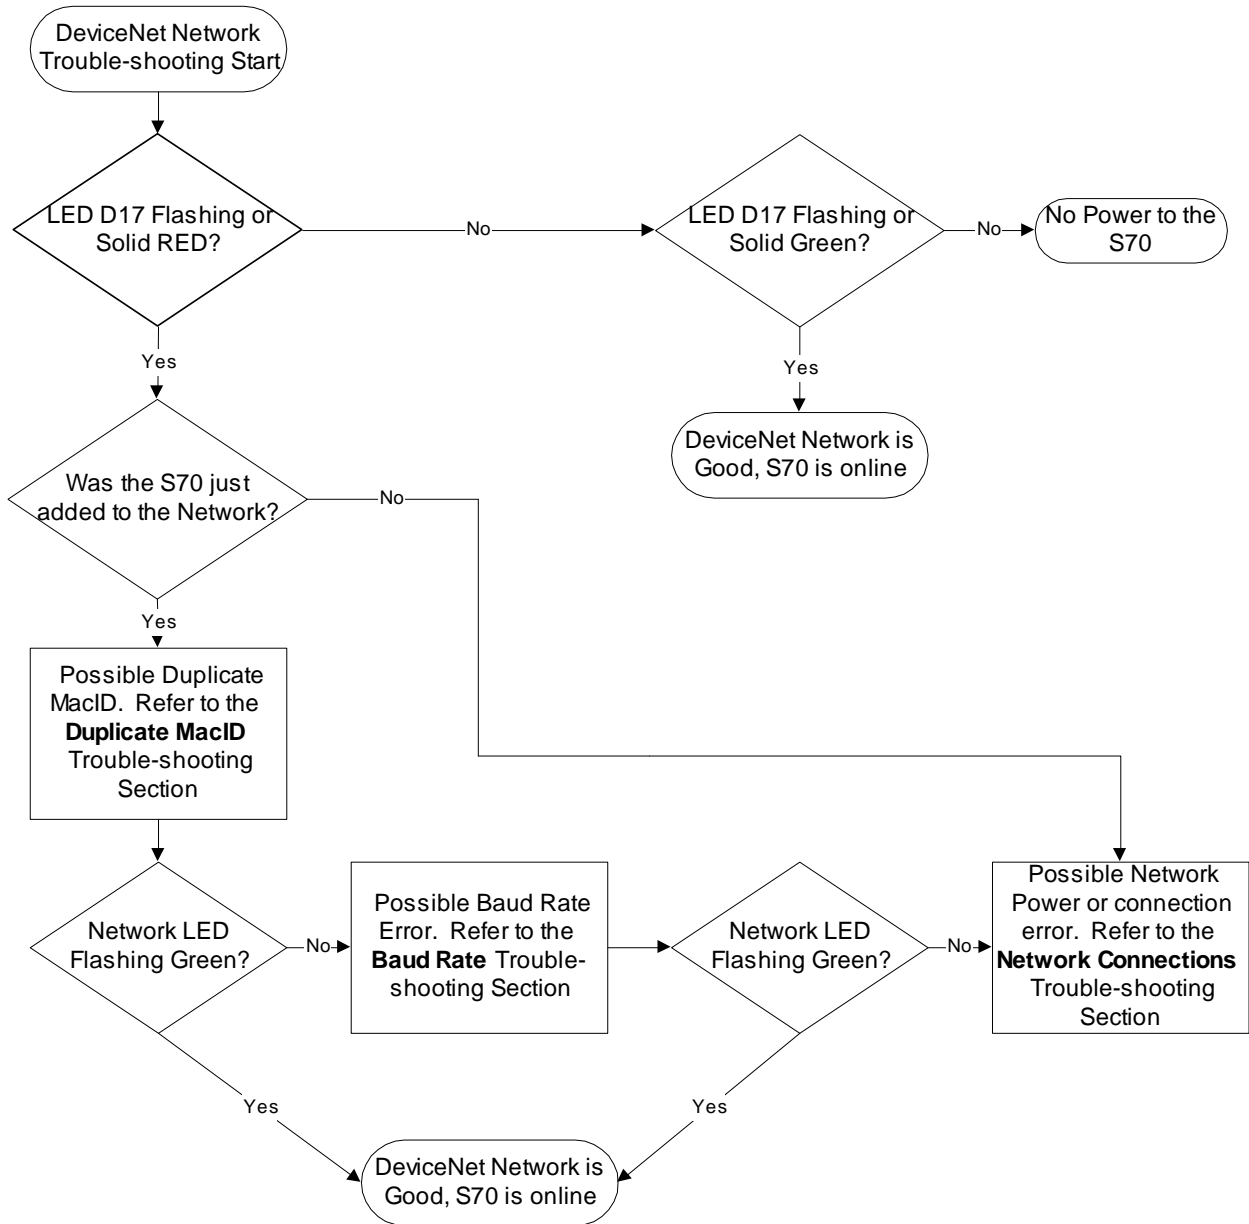 DeviceNet Network
Trouble-shooting Start
LED D17 Flashing or
Solid RED?
No
LED D17 Flashing or
Solid Green?
No
No Power to the
S70
Yes
Yes
DeviceNet Network is
Good, S70 is online
Was the S70 just
added to the Network?
No
Yes
Possible Duplicate
MacID. Refer to the
Duplicate MacID
Trouble-shooting
Section
Network LED
Flashing Green?
No
Possible Baud Rate
Error. Refer to the
Baud Rate Trouble-
shooting Section
Network LED
Flashing Green?
No
Possible Network
Power or connection
error. Refer to the
Network Connections
Trouble-shooting
Section
Yes
Yes
DeviceNet Network is
Good, S70 is online